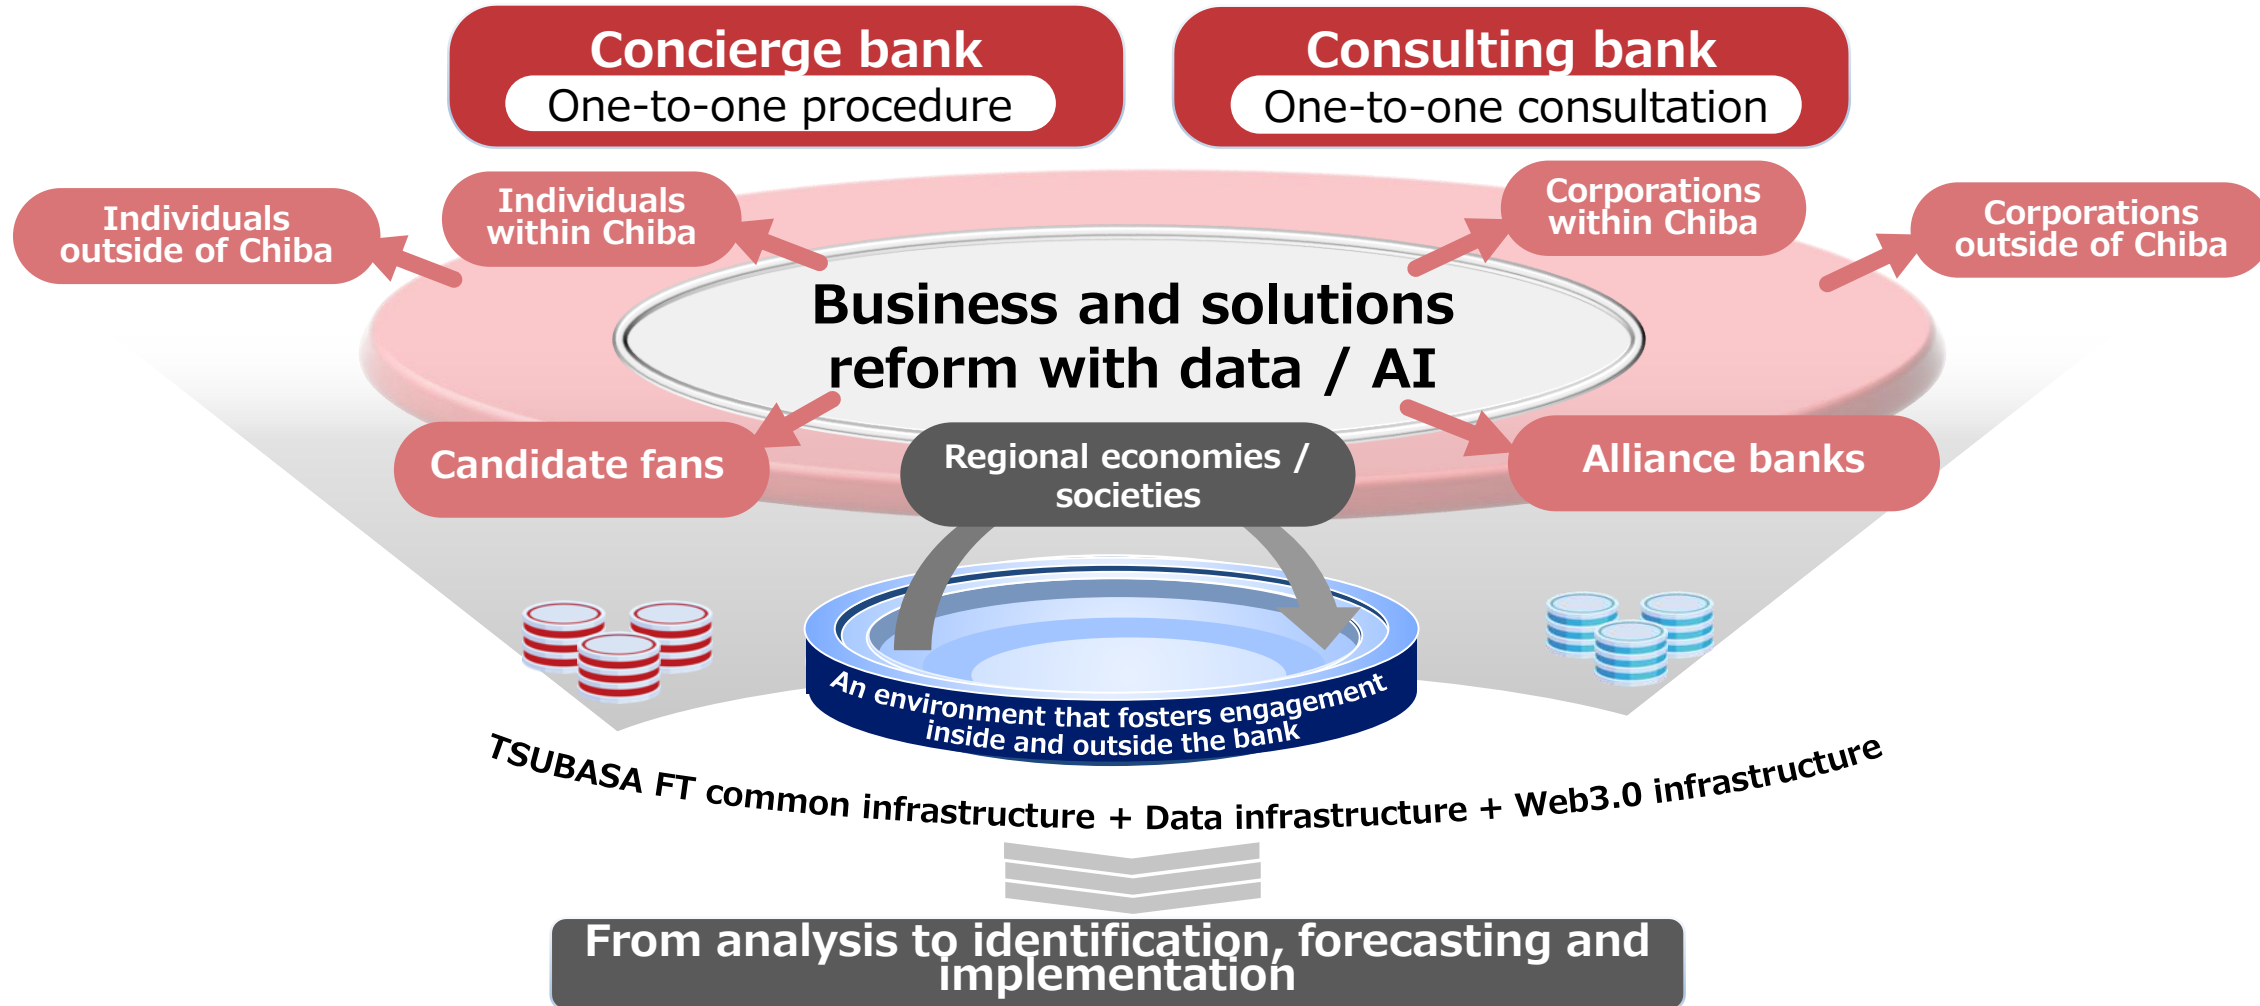 Concierge bank
One-to-one procedure
Consulting bank
One-to-one consultation
Individuals
outside of Chiba
Individuals
within Chiba
Corporations
within Chiba
Corporations
outside of Chiba
Business and solutions
reform with data / AI
Candidate fans
Regional economies /
societies
Alliance banks
An environment that fosters engagement
inside and outside the bank
TSUBASA FT common infrastructure + Data infrastructure + Web3.0 infrastructure
From analysis to identification, forecasting and
implementation